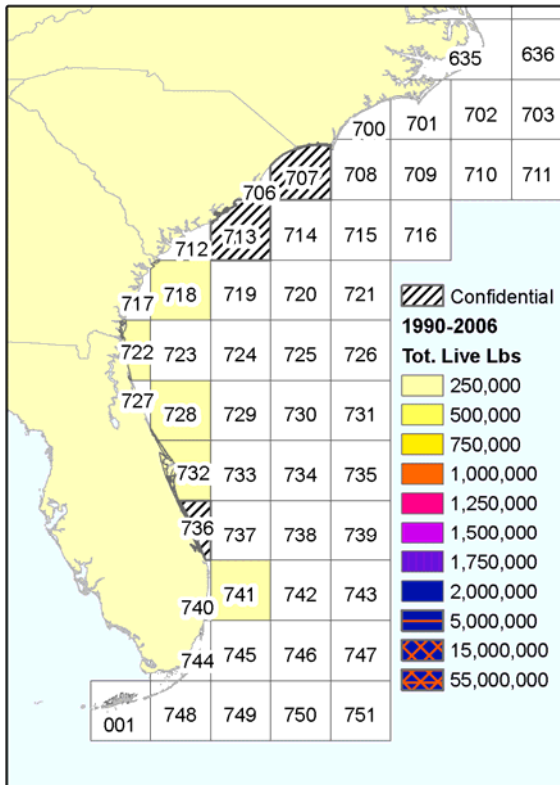 635 636
700 701 702 703
706 707 708 709 710 711
712 713 714 715 716
717 718 719 720 721
722 723 724 725 726
727 728 729 730 731
732 733 734 735
736 737 738 739
740 741 742 743
744 745 746 747
001 748 749 750 751
Confidential
1990-2006
Tot. Live Lbs
250,000
500,000
750,000
1,000,000
1,250,000
1,500,000
1,750,000
2,000,000
5,000,000
15,000,000
55,000,000